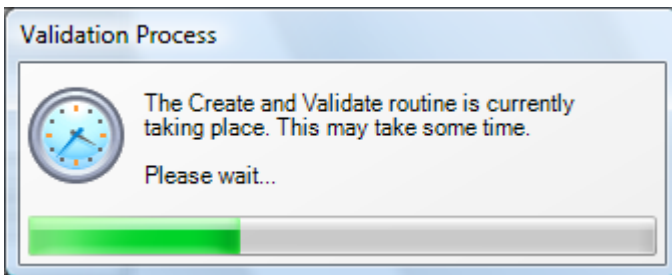 Validation Process
The Create and Validate routine is currently
taking place. This may take some time.
Please wait...